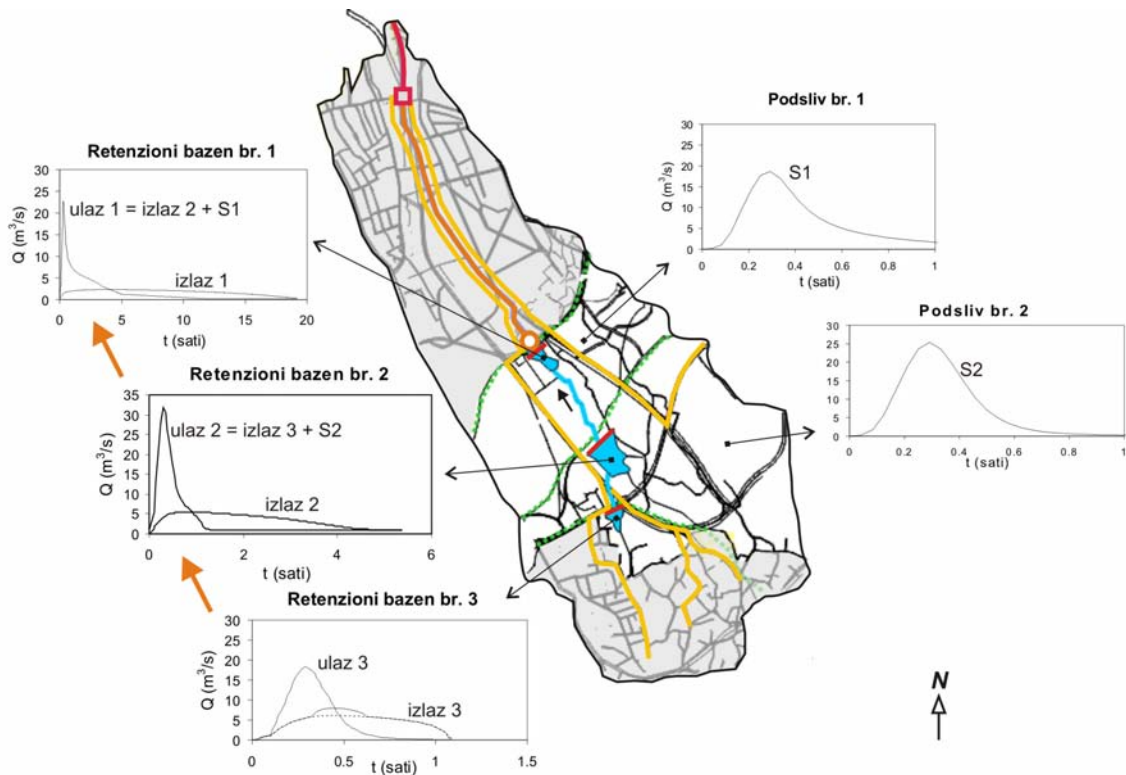 Podsliv br. 1
30
25
20
15
10
5
0
Q (m³/s)
S1
0
0.2
0.4
0.6
0.8
1
t (sati)
Retenzioni bazen br. 1
30
25
20
15
10
5
0
Q (m³/s)
ulaz 1 = izlaz 2 + S1
izlaz 1
0
5
10
15
20
t (sati)
Podsliv br. 2
30
25
20
15
10
5
0
Q (m³/s)
S2
0
0.2
0.4
0.6
0.8
1
t (sati)
Retenzioni bazen br. 2
35
30
25
20
15
10
5
0
Q (m³/s)
ulaz 2 = izlaz 3 + S2
izlaz 2
0
2
4
6
t (sati)
Retenzioni bazen br. 3
30
25
20
15
10
5
0
Q (m³/s)
ulaz 3
izlaz 3
0
0.5
1
1.5
t (sati)
N